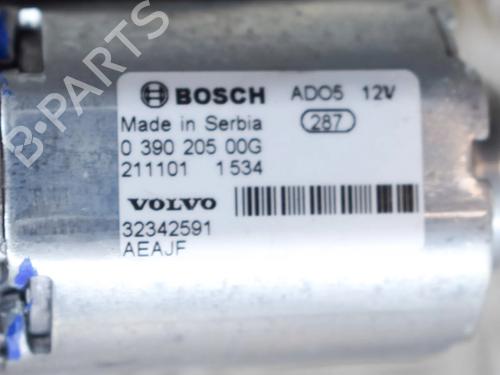 BOSCH ADO5 12V
Made in Serbia 287
0 390 205 00G
211101 1534
VOLVO
32342591
AEAJF
B-PARTS